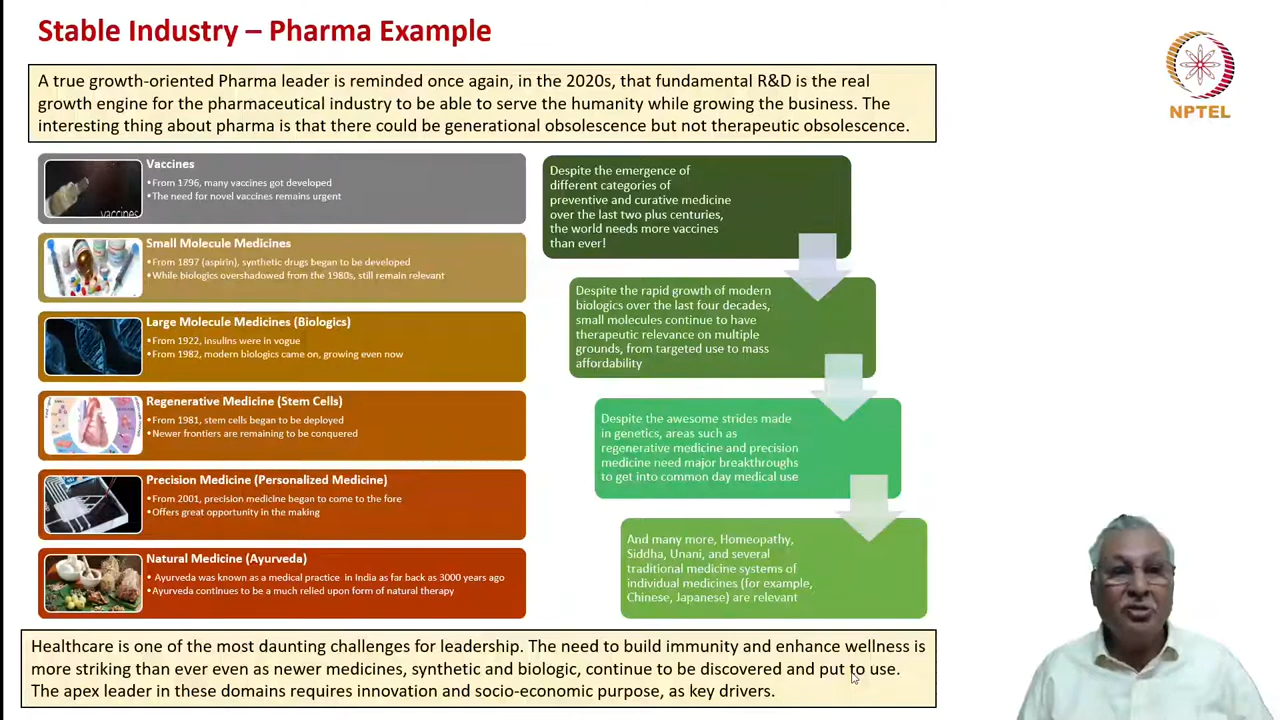 Stable Industry – Pharma Example
NPTEL
A true growth-oriented Pharma leader is reminded once again, in the 2020s, that fundamental R&D is the real
growth engine for the pharmaceutical industry to be able to serve the humanity while growing the business. The
interesting thing about pharma is that there could be generational obsolescence but not therapeutic obsolescence.
Vaccines
•From 1796, many vaccines got developed
•The need for novel vaccines remains urgent
vaccines
Small Molecule Medicines
•From 1897 (aspirin), synthetic drugs began to be developed
•While biologics overshadowed from the 1980s, still remain relevant
Large Molecule Medicines (Biologics)
•From 1922, insulins were in vogue
•From 1982, modern biologics came on, growing even now
Regenerative Medicine (Stem Cells)
•From 1981, stem cells began to be deployed
•Newer frontiers are remaining to be conquered
Precision Medicine (Personalized Medicine)
•From 2001, precision medicine began to come to the fore
•Offers great opportunity in the making
Natural Medicine (Ayurveda)
• Ayurveda was known as a medical practice in India as far back as 3000 years ago
•Ayurveda continues to be a much relied upon form of natural therapy
Despite the emergence of
different categories of
preventive and curative medicine
over the last two plus centuries,
the world needs more vaccines
than ever!
Despite the rapid growth of modern
biologics over the last four decades,
small molecules continue to have
therapeutic relevance on multiple
grounds, from targeted use to mass
affordability
Despite the awesome strides made
in genetics, areas such as
regenerative medicine and precision
medicine need major breakthroughs
to get into common day medical use
And many more, Homeopathy,
Siddha, Unani, and several
traditional medicine systems of
individual medicines (for example,
Chinese, Japanese) are relevant
Healthcare is one of the most daunting challenges for leadership. The need to build immunity and enhance wellness is
more striking than ever even as newer medicines, synthetic and biologic, continue to be discovered and put to use.
The apex leader in these domains requires innovation and socio-economic purpose, as key drivers.